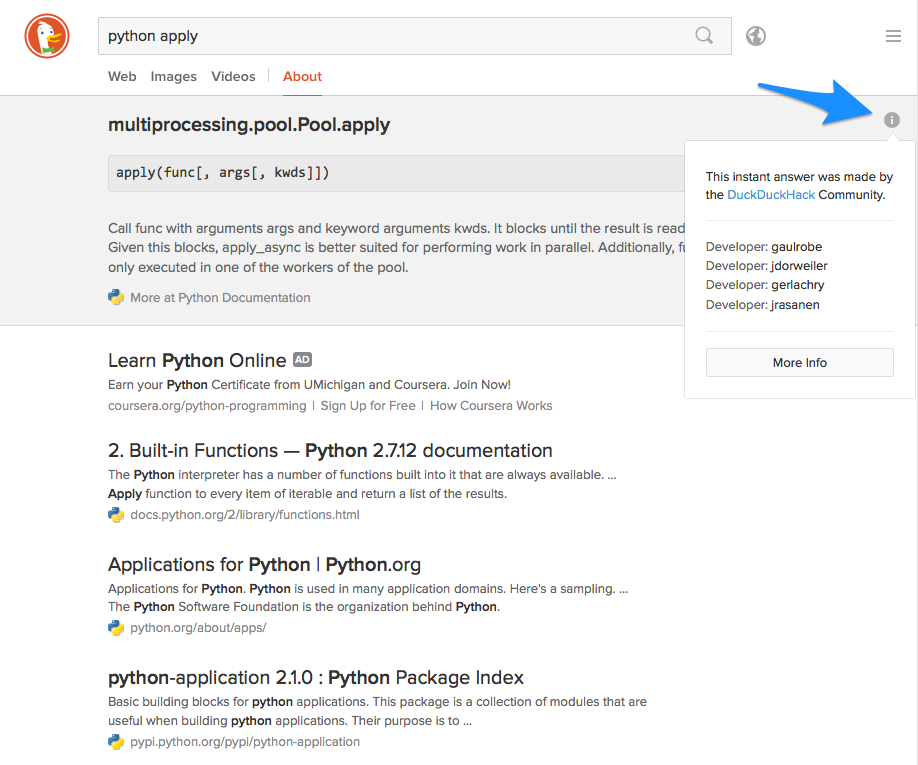 python apply
Web Images Videos About
multiprocessing.pool.Pool.apply
i
apply(func[, args[, kwds]])
Call func with arguments args and keyword arguments kwds. It blocks until the result is read
Given this blocks, apply_async is better suited for performing work in parallel. Additionally, fu
only executed in one of the workers of the pool.
More at Python Documentation
This instant answer was made by
the DuckDuckHack Community.
Developer: gaulrobe
Developer: jdorweiler
Developer: gerlachry
Developer: jrasanen
More Info
Learn Python Online AD
Earn your Python Certificate from UMichigan and Coursera. Join Now!
coursera.org/python-programming | Sign Up for Free | How Coursera Works
2. Built-in Functions — Python 2.7.12 documentation
The Python interpreter has a number of functions built into it that are always available. ...
Apply function to every item of iterable and return a list of the results.
docs.python.org/2/library/functions.html
Applications for Python | Python.org
Applications for Python. Python is used in many application domains. Here's a sampling. ...
The Python Software Foundation is the organization behind Python.
python.org/about/apps/
python-application 2.1.0 : Python Package Index
Basic building blocks for python applications. This package is a collection of modules that are
useful when building python applications. Their purpose is to ...
pypi.python.org/pypi/python-application